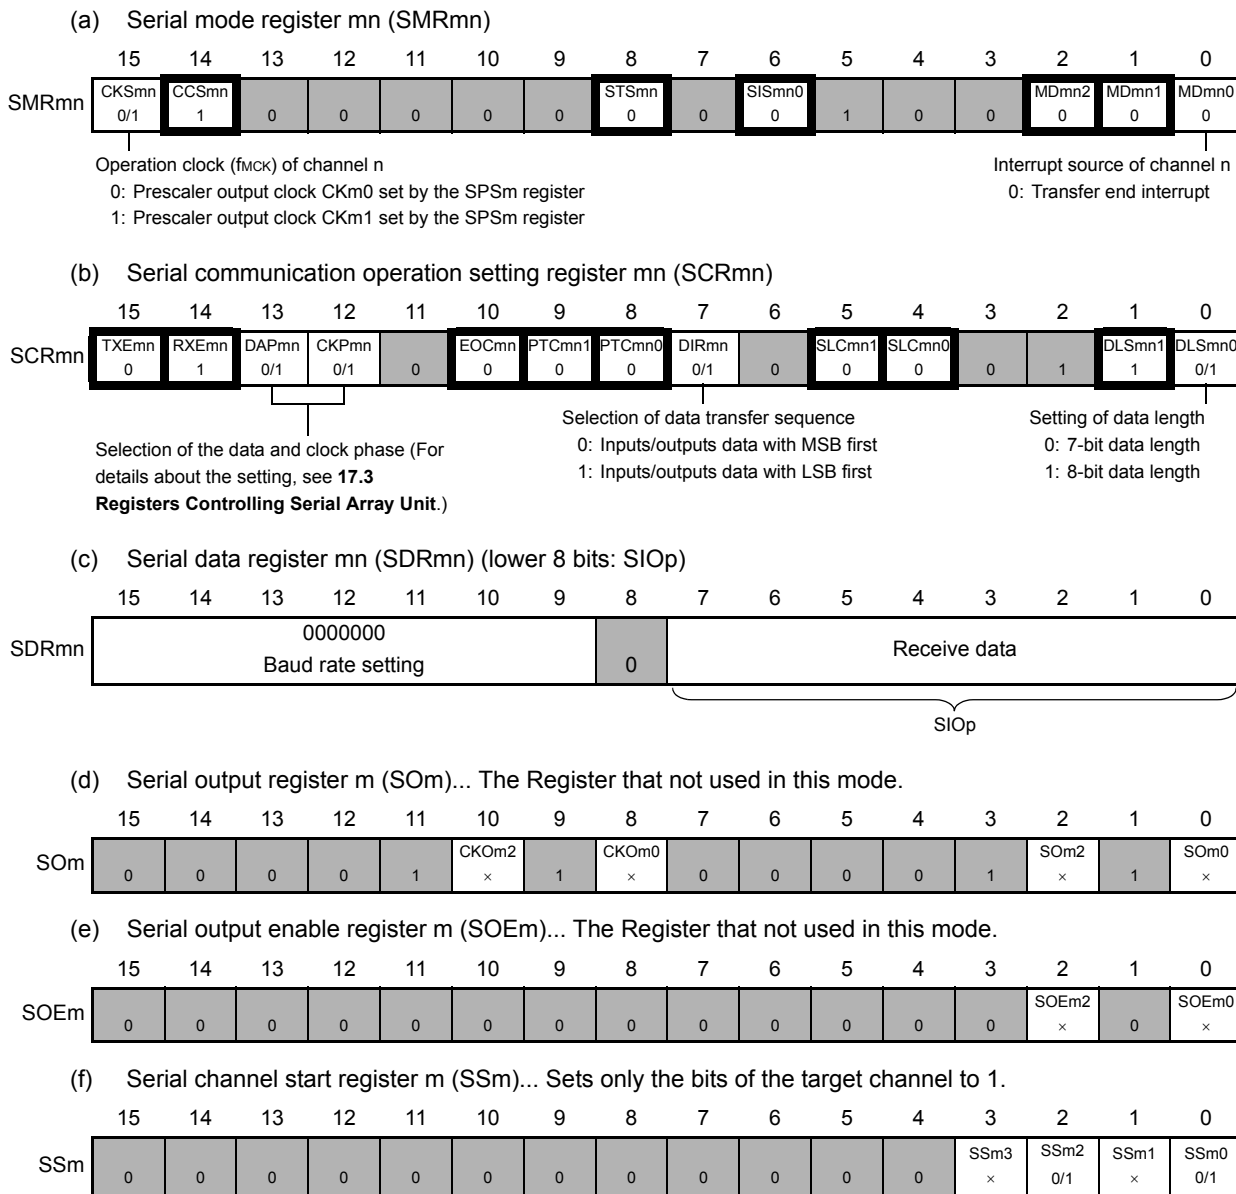 (a) Serial mode register mn (SMRmn)
15 14 13 12 11 10 9 8 7 6 5 4 3 2 1 0
CKSmn CCSmn STSmn SISmn0 MDmn2 MDmn1 MDmn0
SMRmn
0/1 1 0 0 0 0 0 0 0 0 1 0 0 0 0 0
Operation clock (fMCK) of channel n
0: Prescaler output clock CKm0 set by the SPSm register
1: Prescaler output clock CKm1 set by the SPSm register
Interrupt source of channel n
0: Transfer end interrupt
(b) Serial communication operation setting register mn (SCRmn)
15 14 13 12 11 10 9 8 7 6 5 4 3 2 1 0
TXEmn RXEmn DAPmn CKPmn EOCmn PTCmn1 PTCmn0 DIRmn SLCmn1 SLCmn0 DLSmn1 DLSmn0
SCRmn
0 1 0/1 0/1 0 0 0 0 0/1 0 0 0 0 1 1 0/1
Selection of the data and clock phase (For
details about the setting, see 17.3
Registers Controlling Serial Array Unit.)
Selection of data transfer sequence
0: Inputs/outputs data with MSB first
1: Inputs/outputs data with LSB first
Setting of data length
0: 7-bit data length
1: 8-bit data length
(c) Serial data register mn (SDRmn) (lower 8 bits: SIOp)
15 14 13 12 11 10 9 8 7 6 5 4 3 2 1 0
SDRmn
0000000
Baud rate setting
0
Receive data
SIOp
(d) Serial output register m (SOm)... The Register that not used in this mode.
15 14 13 12 11 10 9 8 7 6 5 4 3 2 1 0
CKOm2 CKOm0 SOm2 SOm0
SOm
0 0 0 0 1 × 1 × 0 0 0 0 1 × 1 ×
(e) Serial output enable register m (SOEm)... The Register that not used in this mode.
15 14 13 12 11 10 9 8 7 6 5 4 3 2 1 0
SOEm2 SOEm0
SOEm
0 0 0 0 0 0 0 0 0 0 0 0 0 × 0 ×
(f) Serial channel start register m (SSm)... Sets only the bits of the target channel to 1.
15 14 13 12 11 10 9 8 7 6 5 4 3 2 1 0
SSm3 SSm2 SSm1 SSm0
SSm
0 0 0 0 0 0 0 0 0 0 0 0 × 0/1 × 0/1